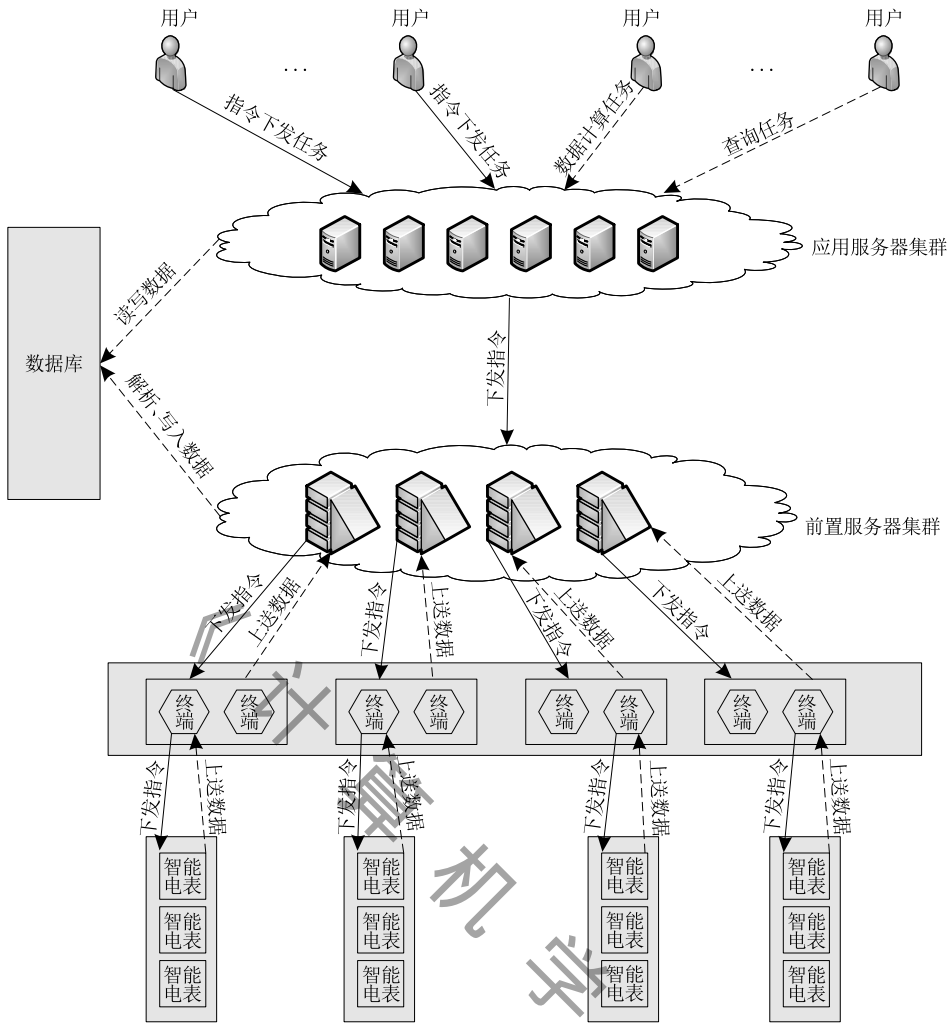 用户 用户 用户 用户
... ...
指令下发任务 指令下发任务 数据计算任务 查询任务
应用服务器集群
读写数据
数据库
下发指令
解析、写入数据
前置服务器集群
下发指令 上送数据 下发指令 上送数据 下发指令 上送数据 下发指令 上送数据
终端 终端 终端 终端 终端 终端 终端 终端
下发指令 上送数据 下发指令 上送数据 下发指令 上送数据 下发指令 上送数据
智能电表 智能电表 智能电表 智能电表
智能电表 智能电表 智能电表 智能电表
智能电表 智能电表 智能电表 智能电表
《计算机学